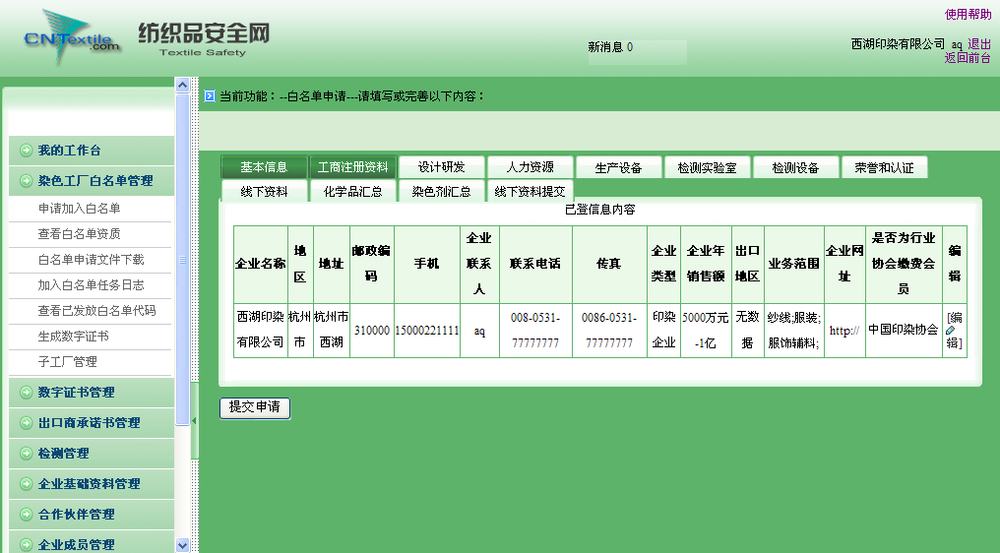 CNTextile.com
纺织品安全网
Textile Safety
使用帮助
新消息 0
西湖印染有限公司 aq 退出
返回前台
当前功能：--白名单申请---请填写或完善以下内容：
我的工作台
染色工厂白名单管理
申请加入白名单
查看白名单资质
白名单申请文件下载
加入白名单任务日志
查看已发放白名单代码
生成数字证书
子工厂管理
数字证书管理
出口商承诺书管理
检测管理
企业基础资料管理
合作伙伴管理
企业成员管理
基本信息 工商注册资料 设计研发 人力资源 生产设备 检测实验室 检测设备 荣誉和认证
线下资料 化学品汇总 染色剂汇总 线下资料提交
已登信息内容
企业名称 地区 地址 邮政编码 手机 企业联系人 联系电话 传真 企业类型 企业年销售额 出口地区 业务范围 企业网址 是否为行业协会缴费会员 编辑
西湖印染有限公司 杭州市 杭州市西湖 310000 15000221111 aq 008-0531-77777777 0086-0531-77777777 印染企业 5000万元-1亿 无数据 纱线;服装;服饰辅料; http:// 中国印染协会 [编辑]
提交申请